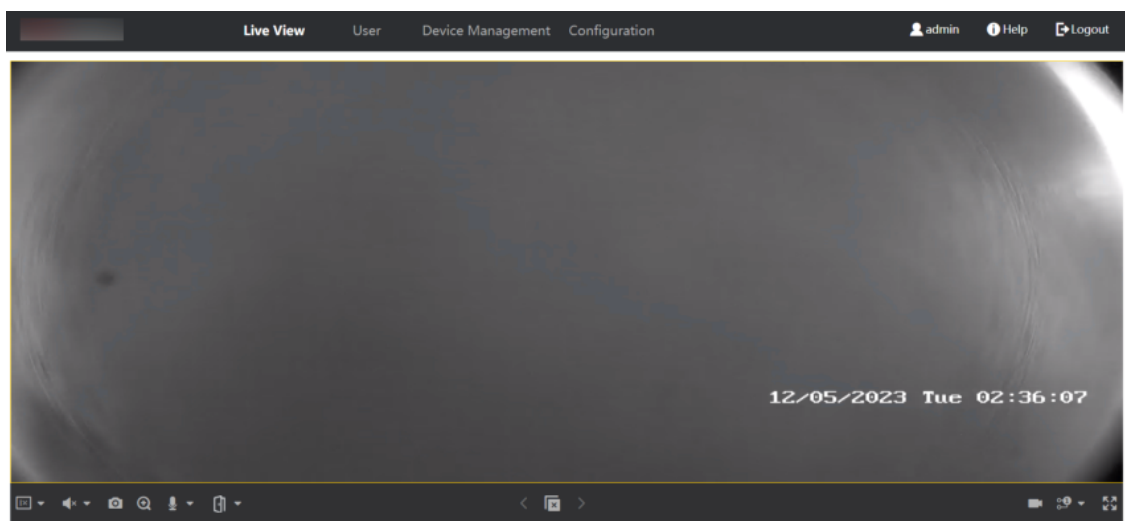 Live View User Device Management Configuration admin Help Logout
12/05/2023 Tue 02:36:07